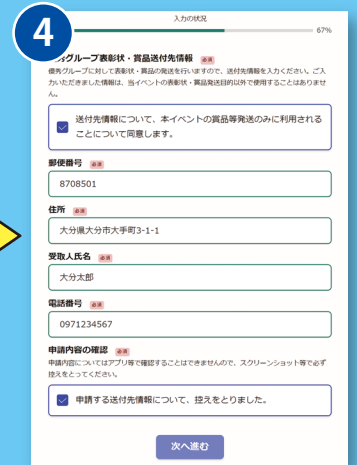 4
入力の状況
67%
秀グループ表彰状・賞品送付先情報 必須
優秀グループに対して表彰状・賞品の発送を行いますので、送付先情報を入力ください。ご入
力いただきました情報は、当イベントの表彰状・賞品発送目的以外で使用することはありませ
ん。
送付先情報について、本イベントの賞品等発送のみに利用される
ことについて同意します。
郵便番号 必須
8708501
住所 必須
大分県大分市大手町3-1-1
受取人氏名 必須
大分太郎
電話番号 必須
0971234567
申請内容の確認 必須
申請内容についてはアプリ等で確認することはできませんので、スクリーンショット等で必ず
控えをとってください。
申請する送付先情報について、控えをとりました。
次へ進む